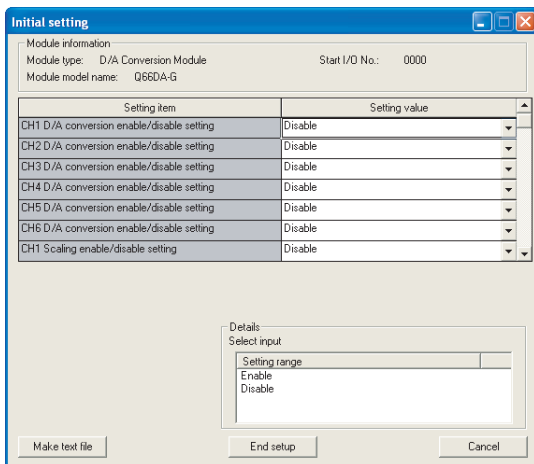 Initial setting
Module information
Module type: D/A Conversion Module Start I/O No.: 0000
Module model name: Q66DA-G
Setting item Setting value
CH1 D/A conversion enable/disable setting Disable
CH2 D/A conversion enable/disable setting Disable
CH3 D/A conversion enable/disable setting Disable
CH4 D/A conversion enable/disable setting Disable
CH5 D/A conversion enable/disable setting Disable
CH6 D/A conversion enable/disable setting Disable
CH1 Scaling enable/disable setting Disable
Details
Select input
Setting range
Enable
Disable
Make text file End setup Cancel